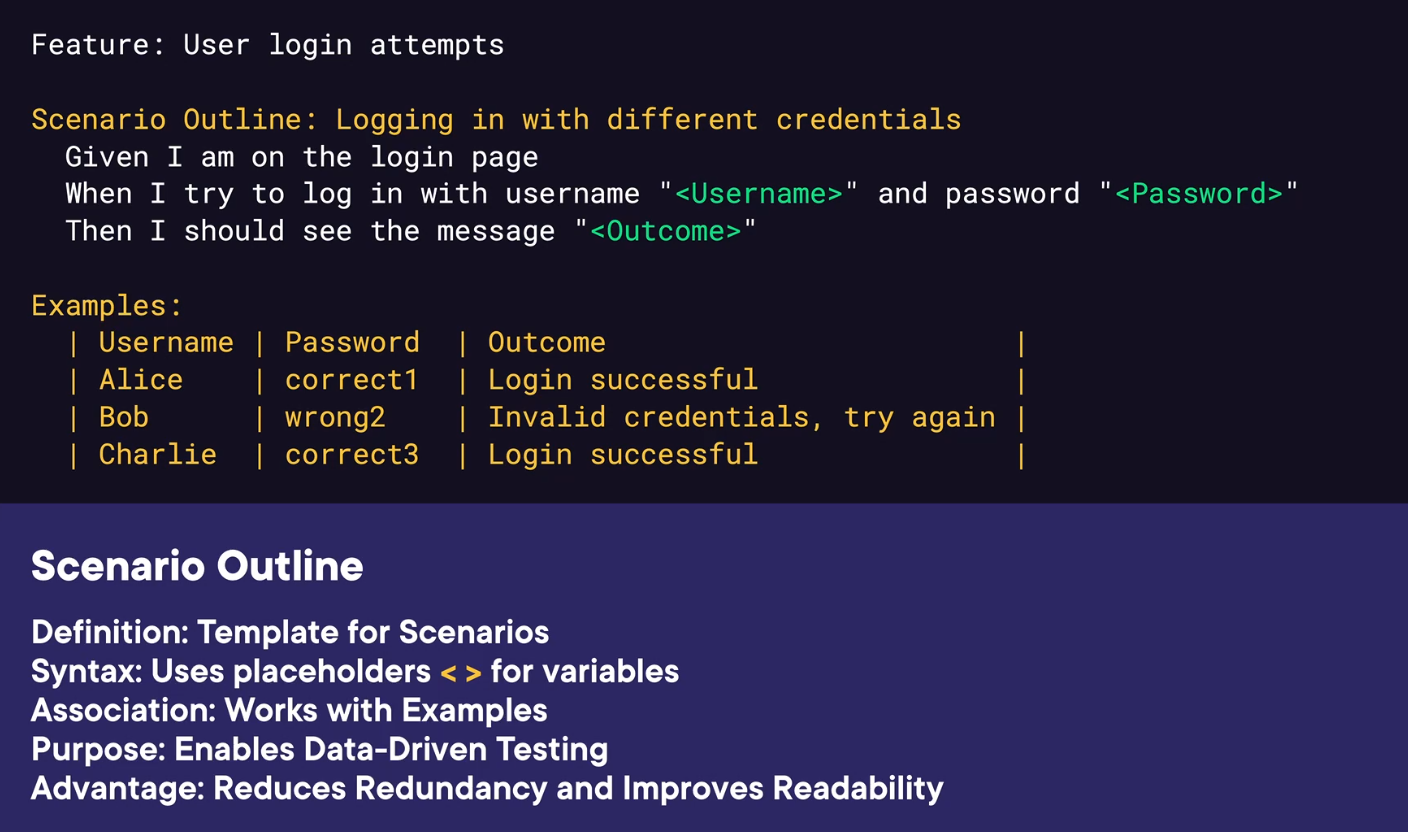 Feature: User login attempts
Scenario Outline: Logging in with different credentials
Given I am on the login page
When I try to log in with username "<Username>" and password "<Password>"
Then I should see the message "<Outcome>"
Examples:
| Username | Password | Outcome |
| Alice | correct1 | Login successful |
| Bob | wrong2 | Invalid credentials, try again |
| Charlie | correct3 | Login successful |
Scenario Outline
Definition: Template for Scenarios
Syntax: Uses placeholders < > for variables
Association: Works with Examples
Purpose: Enables Data-Driven Testing
Advantage: Reduces Redundancy and Improves Readability